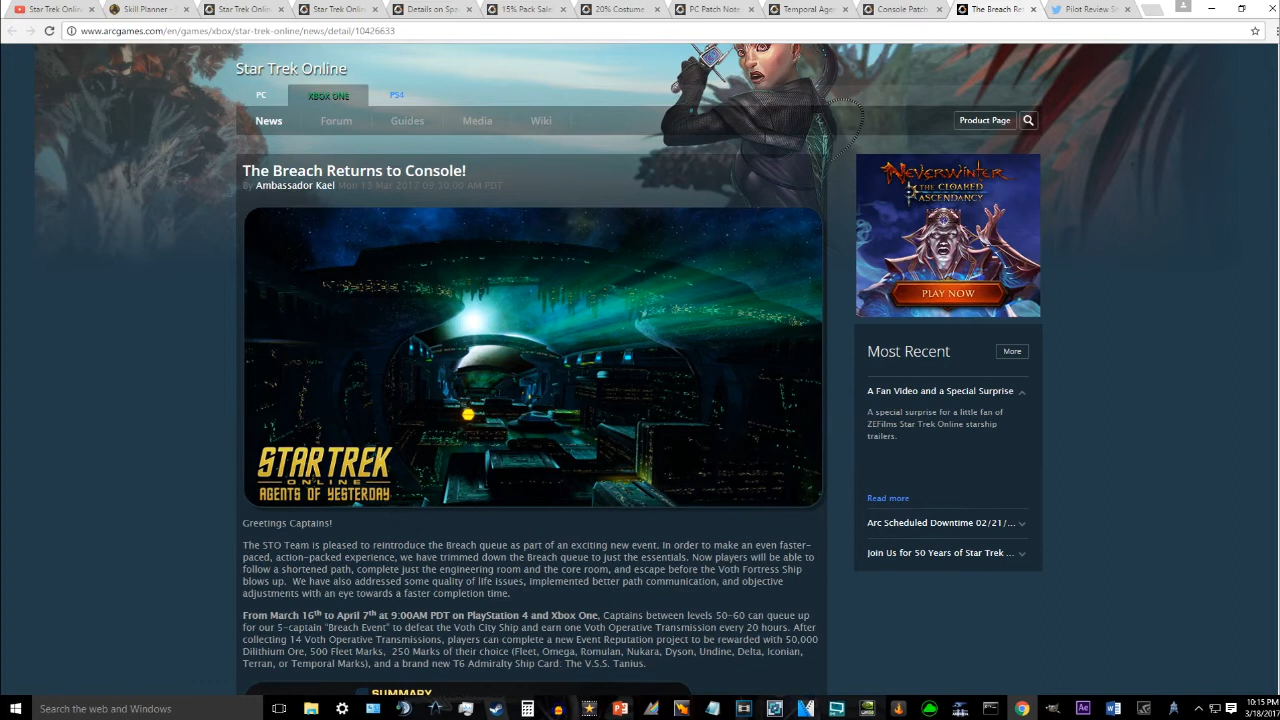 Star Trek Onlin
Skill Planner -
Star Trek Onlin
Star Trek Onlin
Details on Spa
15% Pack Sale
20% Costume
PC Patch Note
Temporal Agen
Console Patch
The Breach Ret
Pilot Review S
www.arcgames.com/en/games/xbox/star-trek-online/news/detail/10426633
Star Trek Online
PC XBOX ONE PS4
News Forum Guides Media Wiki Product Page
The Breach Returns to Console!
By Ambassador Kael Mon 13 Mar 2017 09:30:00 AM PDT
STAR TREK
ONLINE
AGENTS OF YESTERDAY
Greetings Captains!
The STO Team is pleased to reintroduce the Breach queue as part of an exciting new event. In order to make an even faster-
paced, action-packed experience, we have trimmed down the Breach queue to just the essentials. Now players will be able to
follow a shortened path, complete just the engineering room and the core room, and escape before the Voth Fortress Ship
blows up. We have also addressed some quality of life issues, implemented better path communication, and objective
adjustments with an eye towards a faster completion time.
From March 16th to April 7th at 9:00AM PDT on PlayStation 4 and Xbox One, Captains between levels 50-60 can queue up
for our 5-captain "Breach Event" to defeat the Voth City Ship and earn one Voth Operative Transmission every 20 hours. After
collecting 14 Voth Operative Transmissions, players can complete a new Event Reputation project to be rewarded with 50,000
Dilithium Ore, 500 Fleet Marks, 250 Marks of their choice (Fleet, Omega, Romulan, Nukara, Dyson, Undine, Delta, Iconian,
Terran, or Temporal Marks), and a brand new T6 Admiralty Ship Card: The V.S.S. Tanius.
SUMMARY
NEVERWINTER
THE CLOAKED
ASCENDANCY
PLAY NOW
Most Recent More
A Fan Video and a Special Surprise
A special surprise for a little fan of
ZEFilms Star Trek Online starship
trailers.
Read more
Arc Scheduled Downtime 02/21/...
Join Us for 50 Years of Star Trek ...
Search the web and Windows
10:15 PM
3/18/2017